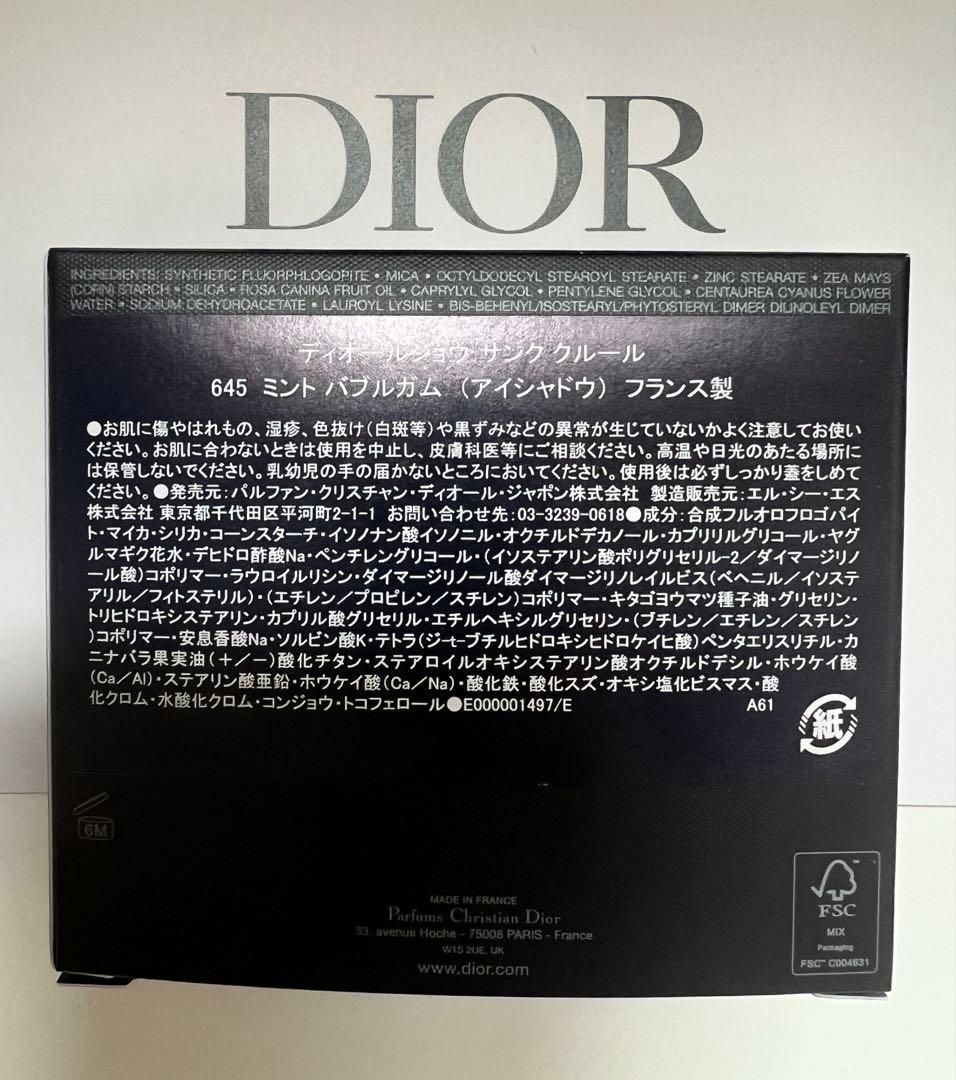 DIOR
INGREDIENTS: SYNTHETIC FLUORPHLOGOPITE • MICA • OCTYLDODECYL STEAROYL STEARATE • ZINC STEARATE • ZEA MAYS
(CORN) STARCH • SILICA • ROSA CANINA FRUIT OIL • CAPRYLYL GLYCOL • PENTYLENE GLYCOL • CENTAUREA CYANUS FLOWER
WATER • SODIUM DEHYDROACETATE • LAUROYL LYSINE • BIS-BEHENYL/ISOSTEARYL/PHYTOSTERYL DIMER DILINOLEYL DIMER
ディオールショウ サンク クルール
645 ミント バブルガム (アイシャドウ) フランス製
●お肌に傷やはれもの、湿疹、色抜け(白斑等)や黒ずみなどの異常が生じていないかよく注意してお使い
ください。お肌に合わないときは使用を中止し、皮膚科医等にご相談ください。高温や日光のあたる場所に
は保管しないでください。乳幼児の手の届かないところにおいてください。使用後は必ずしっかり蓋をしめて
ください。●発売元:パルファン・クリスチャン・ディオール・ジャポン株式会社 製造販売元:エル・シー・エス
株式会社 東京都千代田区平河町2-1-1 お問い合わせ先:03-3239-0618●成分:合成フルオロフロゴパイ
ト・マイカ・シリカ・コーンスターチ・イソノナン酸イソノニル・オクチルドデカノール・カプリリルグリコール・ヤグ
ルマギク花水・デヒドロ酢酸Na・ペンチレングリコール・(イソステアリン酸ポリグリセリル-2/ダイマージリノ
ール酸)コポリマー・ラウロイルリシン・ダイマージリノール酸ダイマージリノレイルビス(ベヘニル/イソステ
アリル/フィトステリル)・(エチレン/プロピレン/スチレン)コポリマー・キタゴヨウマツ種子油・グリセリン・
トリヒドロキシステアリン・カプリル酸グリセリル・エチルヘキシルグリセリン・(ブチレン/エチレン/スチレン)
コポリマー・安息香酸Na・ソルビン酸K・テトラ(ジ-t-ブチルヒドロキシヒドロケイヒ酸)ペンタエリスリチル・カ
ニナバラ果実油(+/-)酸化チタン・ステアロイルオキシステアリン酸オクチルドデシル・ホウケイ酸
(Ca/Al)・ステアリン酸亜鉛・ホウケイ酸(Ca/Na)・酸化鉄・酸化スズ・オキシ塩化ビスマス・酸
化クロム・水酸化クロム・コンジョウ・トコフェロール●E000001497/E A61
紙
6M
MADE IN FRANCE
Parfums Christian Dior
33, avenue Hoche - 75008 PARIS - France
W1S 2UE, UK
www.dior.com
FSC
MIX
Packaging
FSC™ C004631